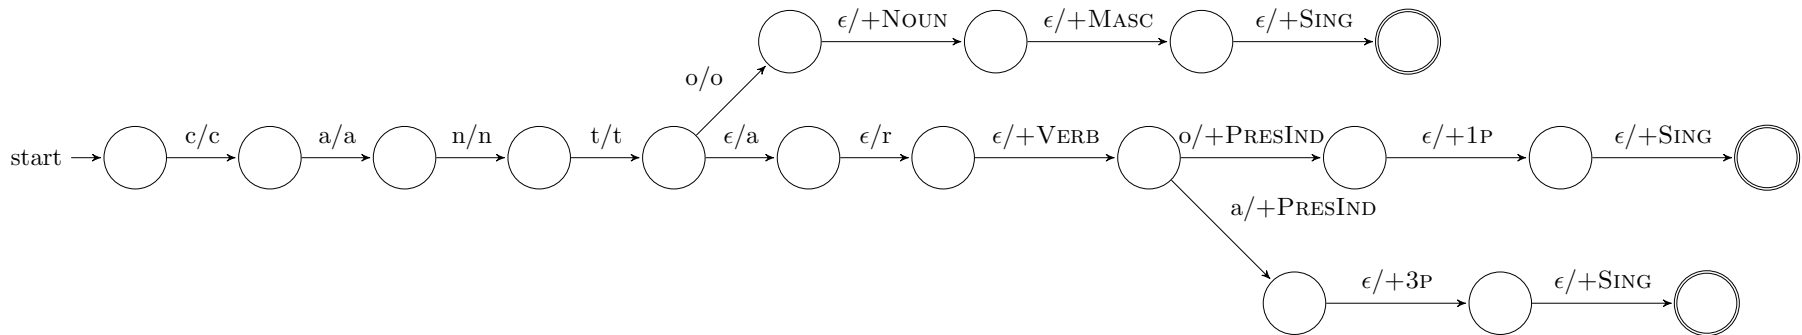 ϵ/+NOUN ϵ/+MASC ϵ/+SING
o/o
start c/c a/a n/n t/t ϵ/a ϵ/r ϵ/+VERB o/+PRESIND ϵ/+1P ϵ/+SING
a/+PRESIND
ϵ/+3P ϵ/+SING